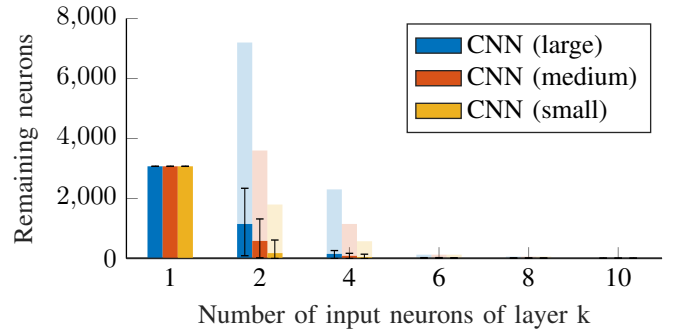 8,000
6,000
4,000
2,000
0
Remaining neurons
CNN (large)
CNN (medium)
CNN (small)
1 2 4 6 8 10
Number of input neurons of layer k